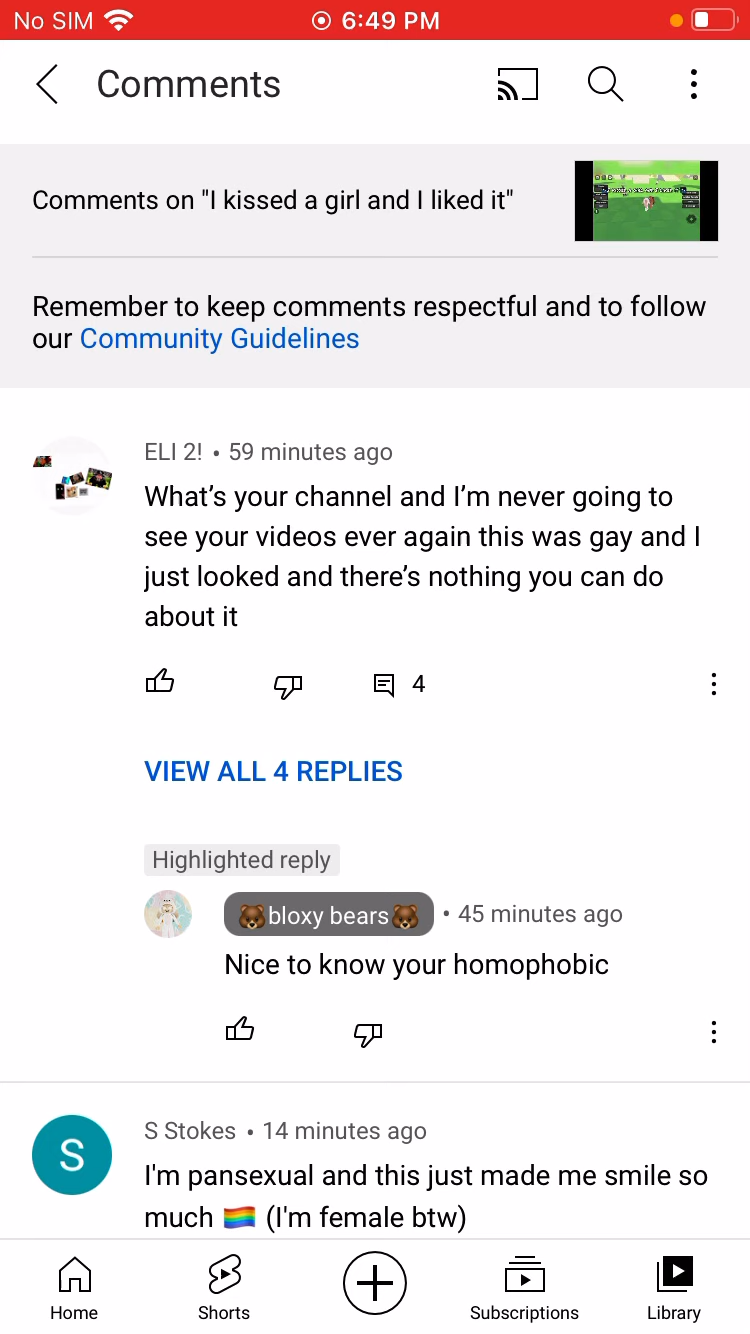 No SIM 6:49 PM
Comments
Comments on "I kissed a girl and I liked it"
Remember to keep comments respectful and to follow
our Community Guidelines
ELI 2! • 59 minutes ago
What's your channel and I'm never going to
see your videos ever again this was gay and I
just looked and there's nothing you can do
about it
4
VIEW ALL 4 REPLIES
Highlighted reply
🐻bloxy bears🐻 • 45 minutes ago
Nice to know your homophobic
S
S Stokes • 14 minutes ago
I'm pansexual and this just made me smile so
much 🏳️‍🌈 (I'm female btw)
Home Shorts Subscriptions Library